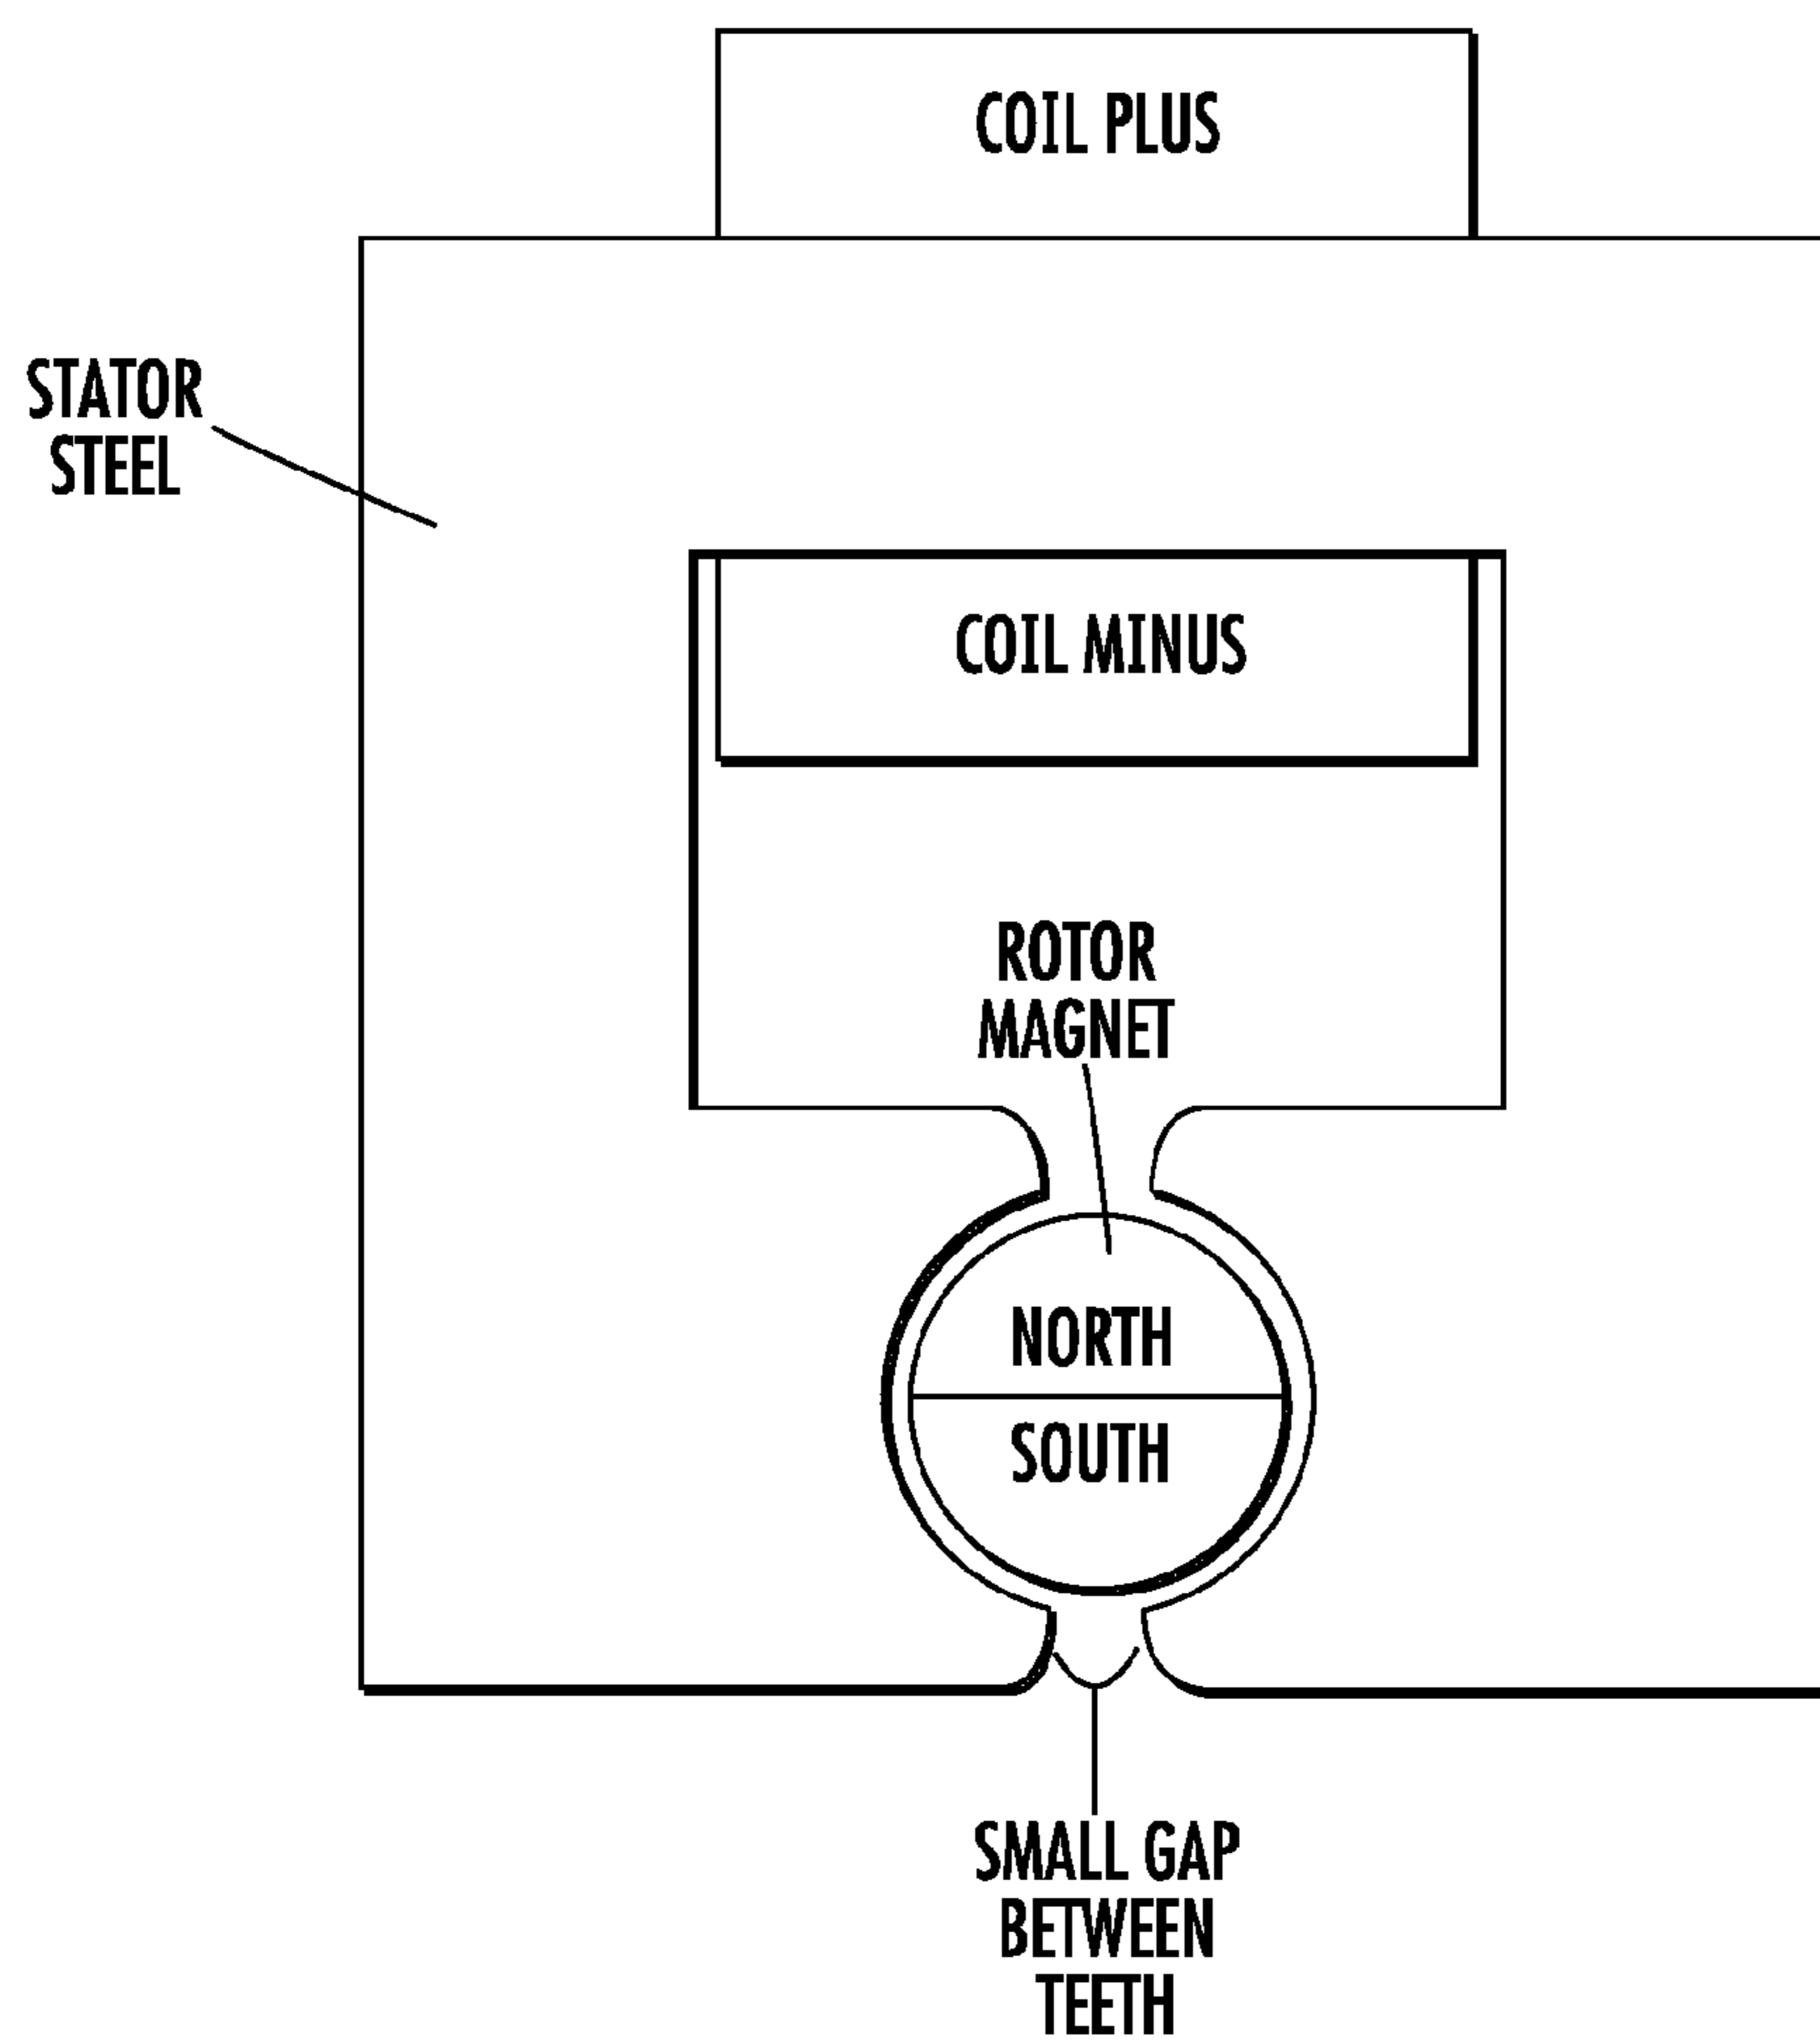 COIL PLUS
STATOR
STEEL
COIL MINUS
ROTOR
MAGNET
NORTH
SOUTH
SMALL GAP
BETWEEN
TEETH